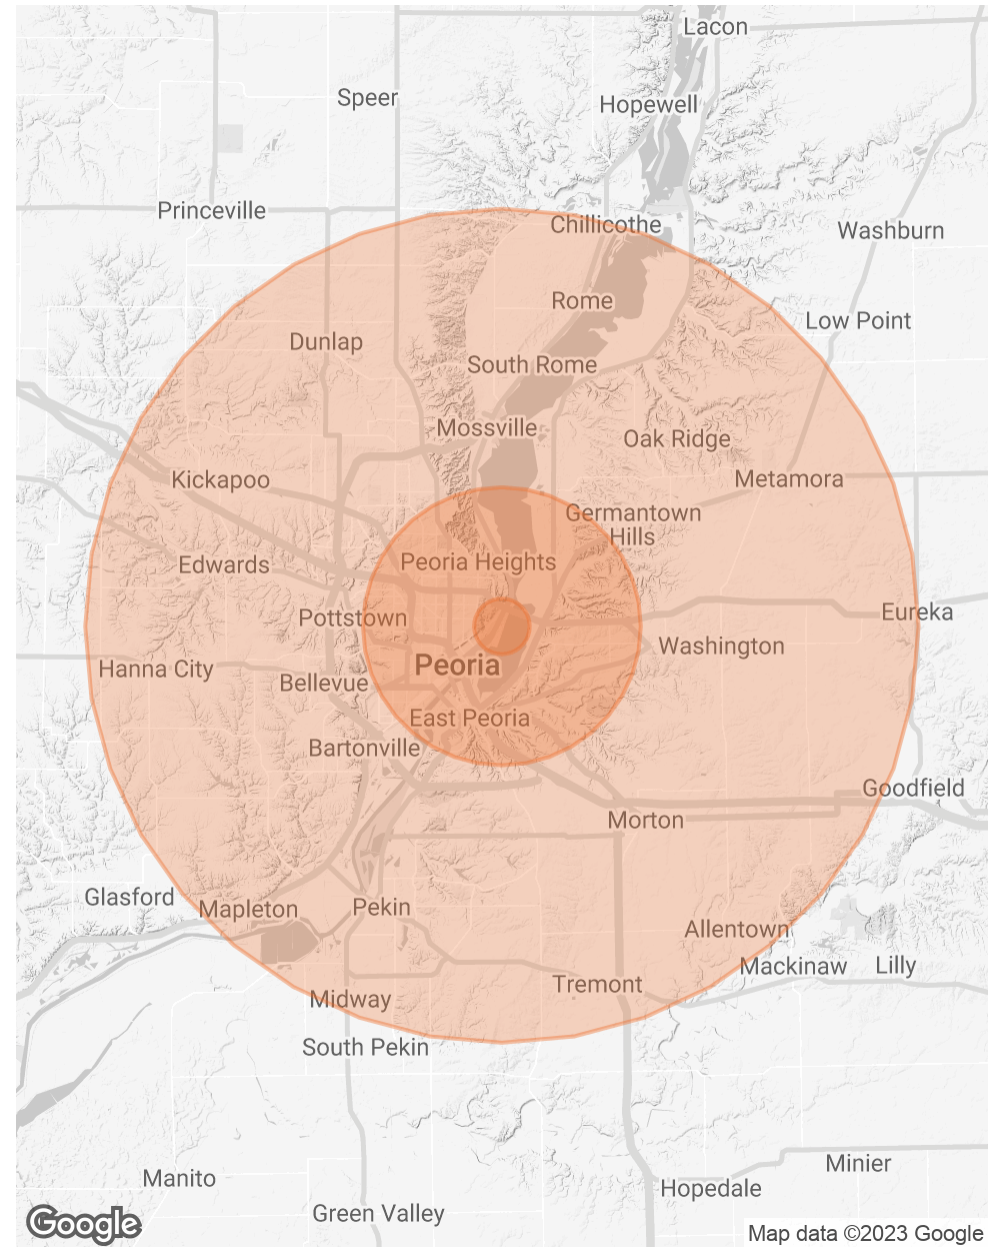 Lacon
Speer
Hopewell
Princeville
Chillicothe
Washburn
Rome
Low Point
Dunlap
South Rome
Mossville
Oak Ridge
Kickapoo
Metamora
Germantown
Hills
Peoria Heights
Edwards
Eureka
Pottstown
Washington
Peoria
Hanna City
Bellevue
East Peoria
Bartonville
Goodfield
Morton
Glasford
Mapleton
Pekin
Allentown
Mackinaw
Lilly
Tremont
Midway
South Pekin
Minier
Manito
Hopedale
Green Valley
Google
Map data ©2023 Google